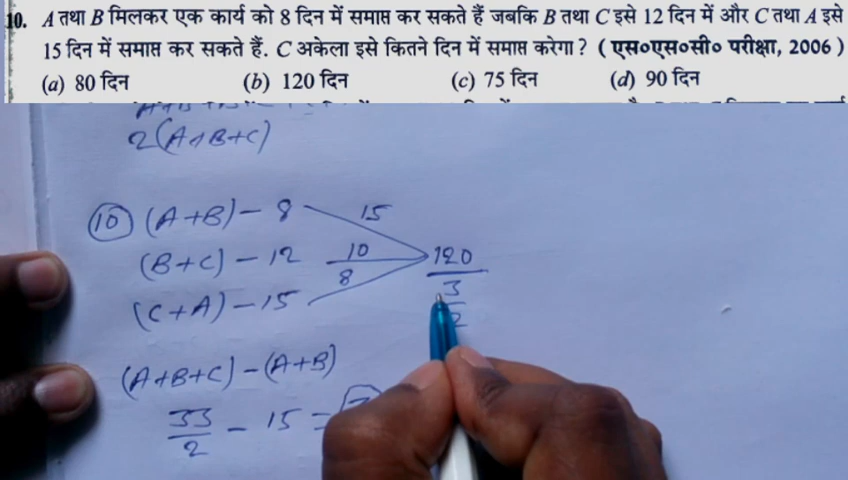 10. A तथा B मिलकर एक कार्य को 8 दिन में समाप्त कर सकते हैं जबकि B तथा C इसे 12 दिन में और C तथा A इसे
15 दिन में समाप्त कर सकते हैं. C अकेला इसे कितने दिन में समाप्त करेगा? (एस०एस०सी० परीक्षा, 2006)
(a) 80 दिन (b) 120 दिन (c) 75 दिन (d) 90 दिन
2(A+B+C)
10 (A+B) - 8 15
(B+C) - 12 10 120
(C+A) - 15 8 3
2
(A+B+C) - (A+B)
33/2 - 15 =